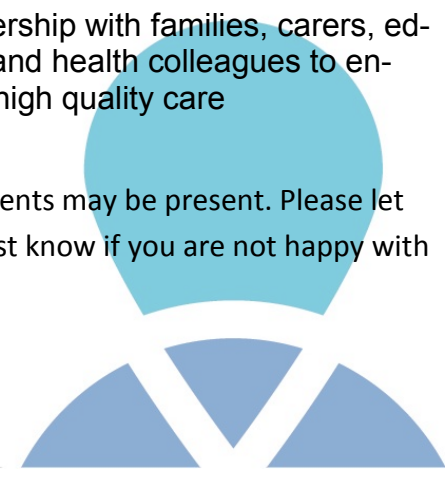 ership with families, carers, ed-
and health colleagues to en-
high quality care
ents may be present. Please let
st know if you are not happy with